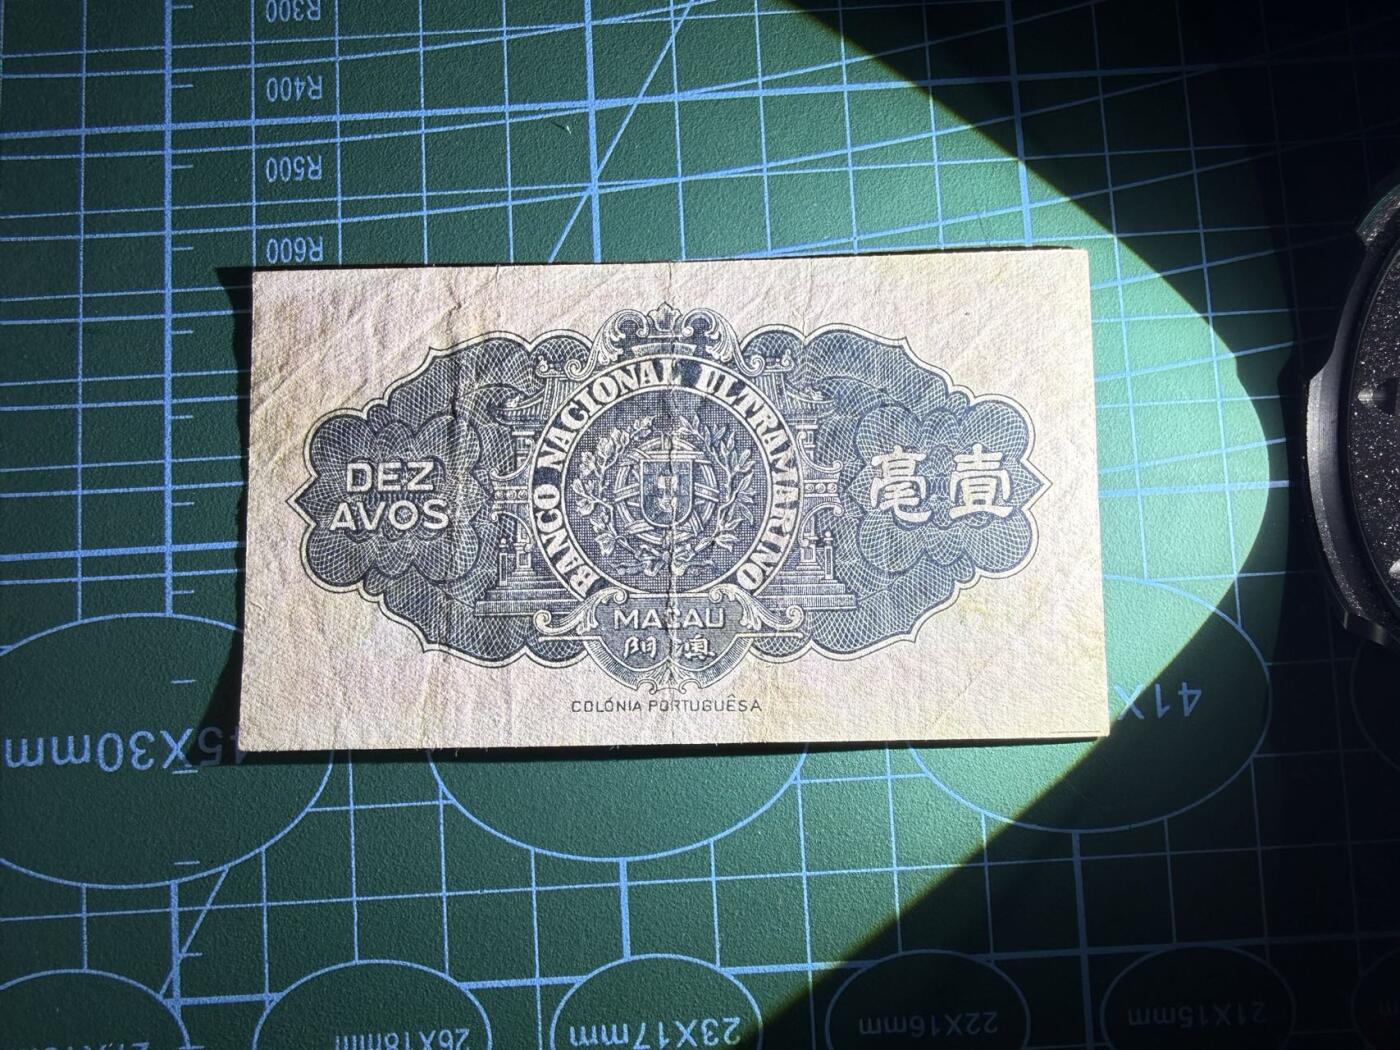 R300
R400
R500
R600
BANCO NACIONAL ULTRAMARINO
DEZ
AVOS
毫壹
MACAU
門澳
COLÓNIA PORTUGUÊSA
45X30mm
41X
26X18mm
23X17mm
22X16mm
21X15mm